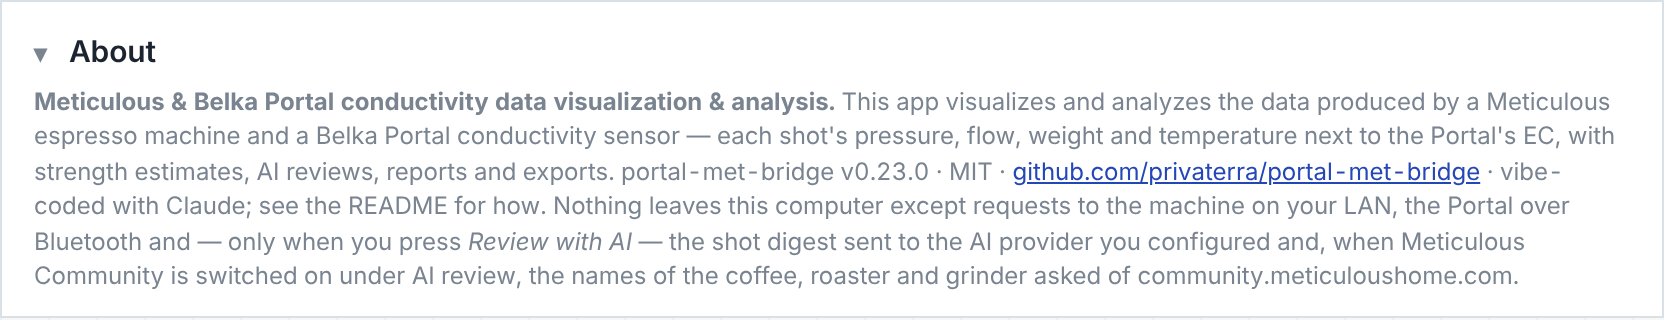 ▼ About
Meticulous & Belka Portal conductivity data visualization & analysis. This app visualizes and analyzes the data produced by a Meticulous
espresso machine and a Belka Portal conductivity sensor — each shot's pressure, flow, weight and temperature next to the Portal's EC, with
strength estimates, AI reviews, reports and exports. portal-met-bridge v0.23.0 · MIT · github.com/privaterra/portal-met-bridge · vibe-
coded with Claude; see the README for how. Nothing leaves this computer except requests to the machine on your LAN, the Portal over
Bluetooth and — only when you press Review with AI — the shot digest sent to the AI provider you configured and, when Meticulous
Community is switched on under AI review, the names of the coffee, roaster and grinder asked of community.meticuloushome.com.